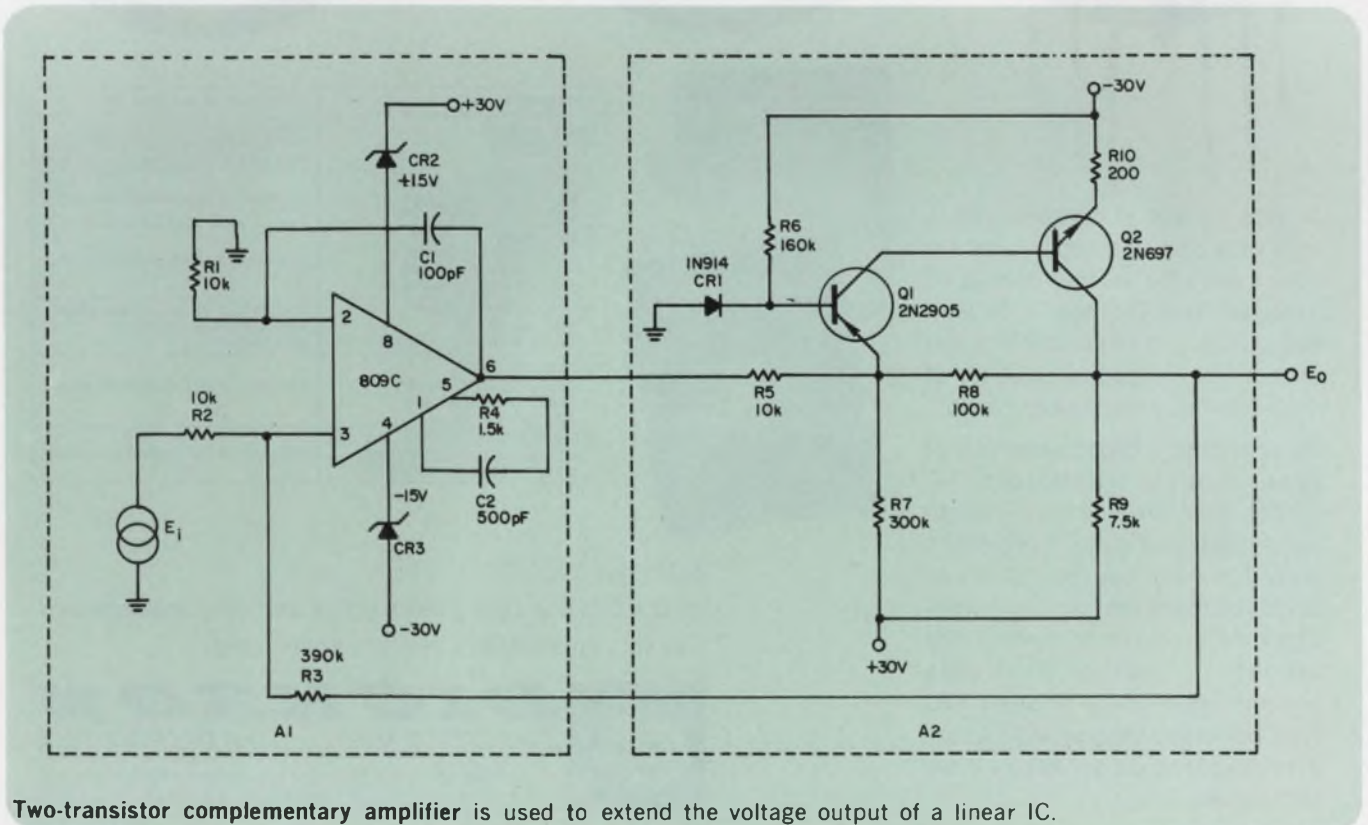 +30V
CR2
+15V
C1
100pF
R1
10k
2
8
6
809C
5
1
4
3
R4
1.5k
10k
R2
C2
500pF
-15V
CR3
-30V
Ei
390k
R3
A1
-30V
R10
200
R6
160k
Q2
2N697
1N914
CR1
Q1
2N2905
R5
10k
R8
100k
EO
R7
300k
R9
7.5k
+30V
A2
Two-transistor complementary amplifier is used to extend the voltage output of a linear IC.